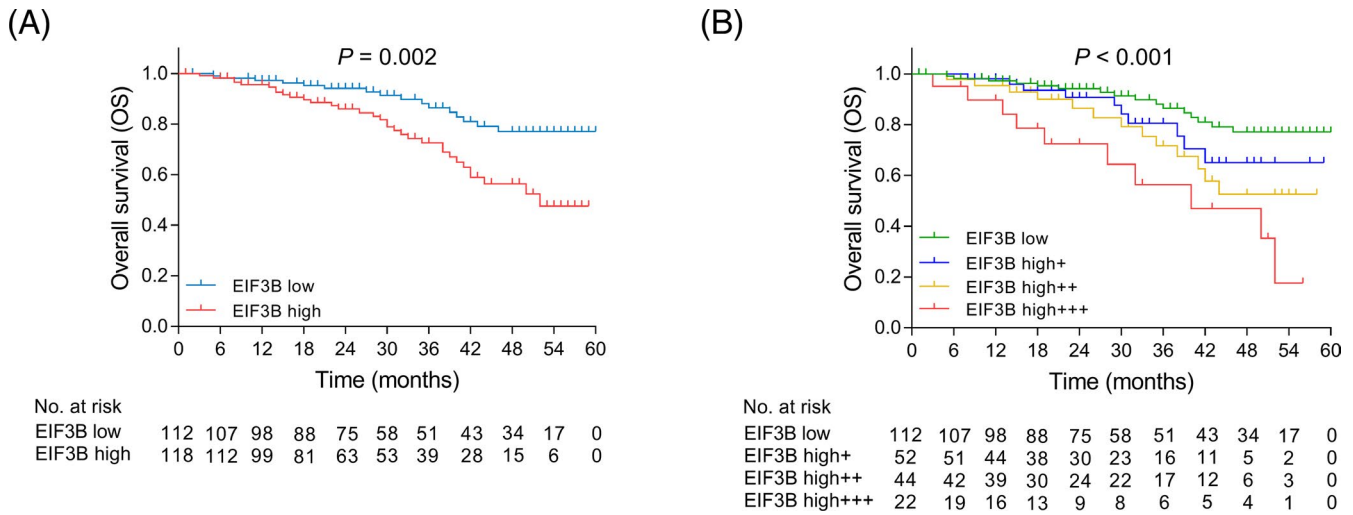 (A)
P = 0.002
Overall survival (OS)
1.0
0.8
0.6
0.4
0.2
0.0
EIF3B low
EIF3B high
0 6 12 18 24 30 36 42 48 54 60
Time (months)
No. at risk
EIF3B low 112 107 98 88 75 58 51 43 34 17 0
EIF3B high 118 112 99 81 63 53 39 28 15 6 0
(B)
P < 0.001
Overall survival (OS)
1.0
0.8
0.6
0.4
0.2
0.0
EIF3B low
EIF3B high+
EIF3B high++
EIF3B high+++
0 6 12 18 24 30 36 42 48 54 60
Time (months)
No. at risk
EIF3B low 112 107 98 88 75 58 51 43 34 17 0
EIF3B high+ 52 51 44 38 30 23 16 11 5 2 0
EIF3B high++ 44 42 39 30 24 22 17 12 6 3 0
EIF3B high+++ 22 19 16 13 9 8 6 5 4 1 0